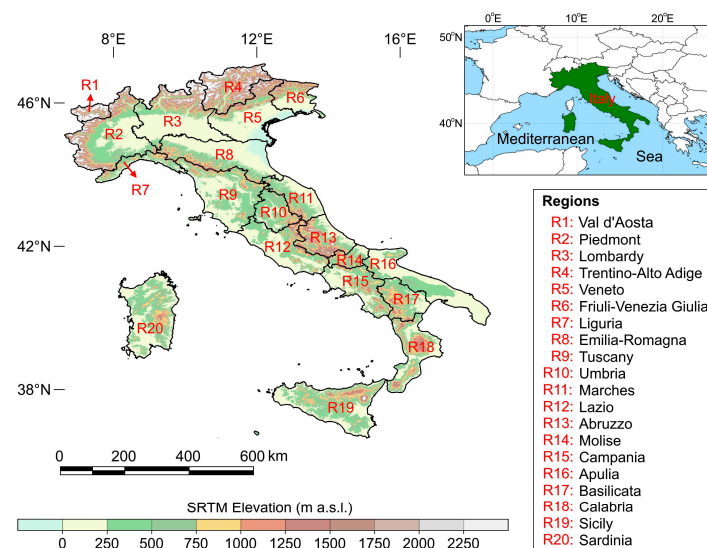 8°E
12°E
16°E
46°N
42°N
38°N
R1
R2
R3
R4
R5
R6
R7
R8
R9
R10
R11
R12
R13
R14
R15
R16
R17
R18
R19
R20
0
200
400
600 km
SRTM Elevation (m a.s.l.)
0 250 500 750 1000 1250 1500 1750 2000 2250
0°E
10°E
20°E
50°N
40°N
Italy
Mediterranean
Sea
Regions
R1: Val d'Aosta
R2: Piedmont
R3: Lombardy
R4: Trentino-Alto Adige
R5: Veneto
R6: Friuli-Venezia Giulia
R7: Liguria
R8: Emilia-Romagna
R9: Tuscany
R10: Umbria
R11: Marches
R12: Lazio
R13: Abruzzo
R14: Molise
R15: Campania
R16: Apulia
R17: Basilicata
R18: Calabria
R19: Sicily
R20: Sardinia